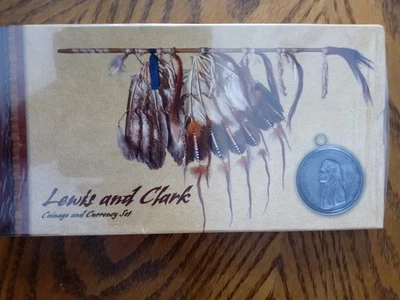 Lewis and Clark
Coinage and Currency Set